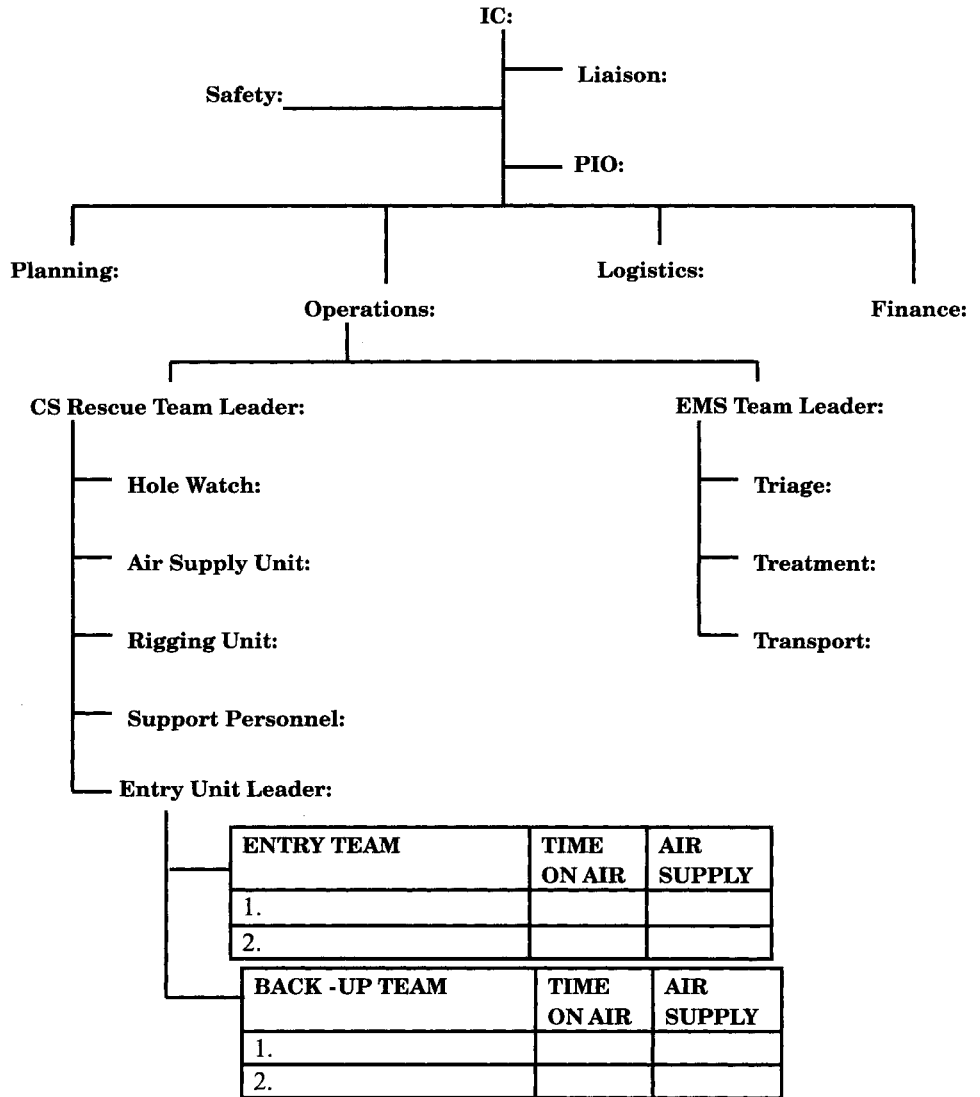 IC:
Liaison:
Safety:
PIO:
Planning:
Logistics:
Operations:
Finance:
CS Rescue Team Leader:
EMS Team Leader:
Hole Watch:
Triage:
Air Supply Unit:
Treatment:
Rigging Unit:
Transport:
Support Personnel:
Entry Unit Leader:
ENTRY TEAM TIME AIR
ON AIR SUPPLY
1.
2.
BACK -UP TEAM TIME AIR
ON AIR SUPPLY
1.
2.